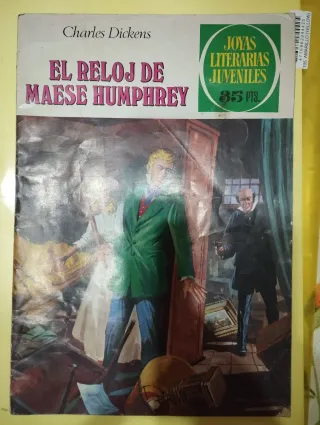 Charles Dickens
EL RELOJ DE
MAESE HUMPHREY
JOYAS
LITERARIAS
JUVENILES
35 PTS.